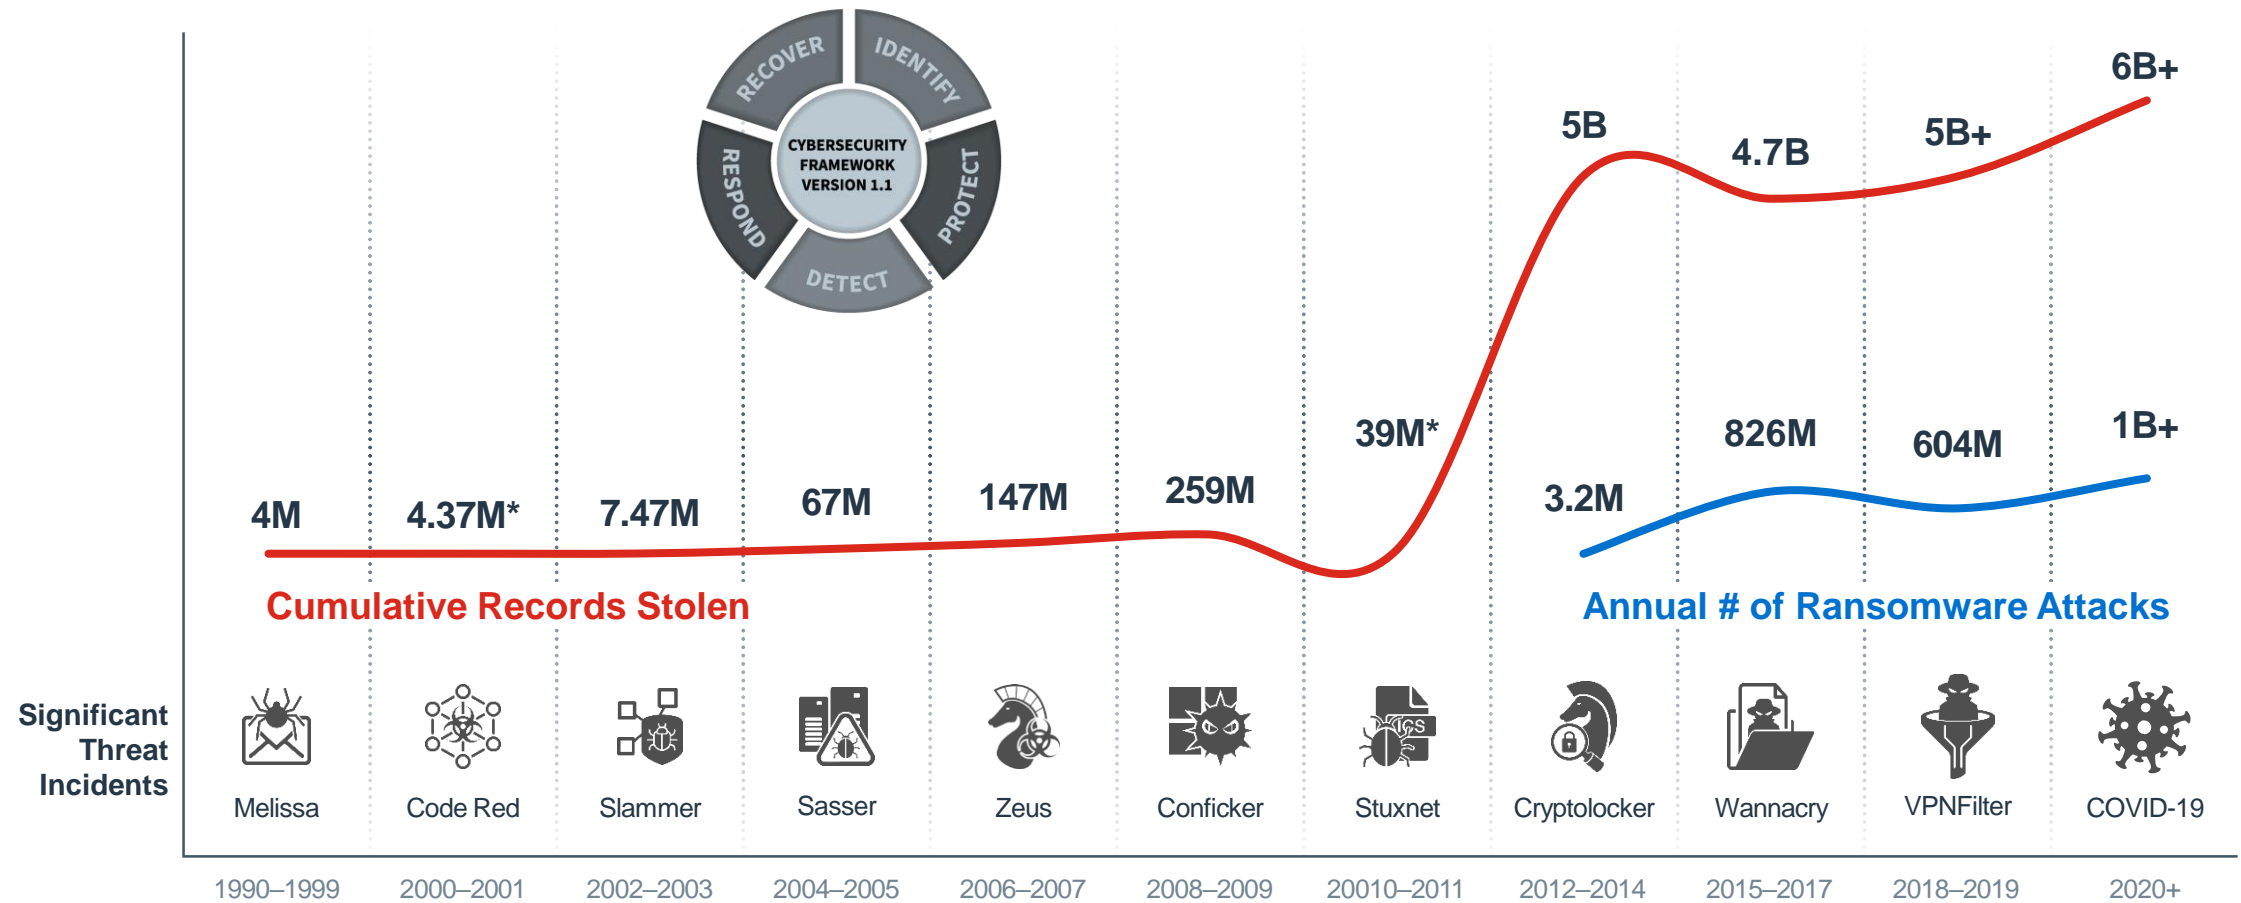 RECOVER
IDENTIFY
PROTECT
DETECT
RESPOND
CYBERSECURITY
FRAMEWORK
VERSION 1.1
4M
4.37M*
7.47M
67M
147M
259M
39M*
5B
4.7B
5B+
6B+
3.2M
826M
604M
1B+
Cumulative Records Stolen
Annual # of Ransomware Attacks
Significant
Threat
Incidents
ICS
Melissa
Code Red
Slammer
Sasser
Zeus
Conficker
Stuxnet
Cryptolocker
Wannacry
VPNFilter
COVID-19
1990–1999
2000–2001
2002–2003
2004–2005
2006–2007
2008–2009
20010–2011
2012–2014
2015–2017
2018–2019
2020+